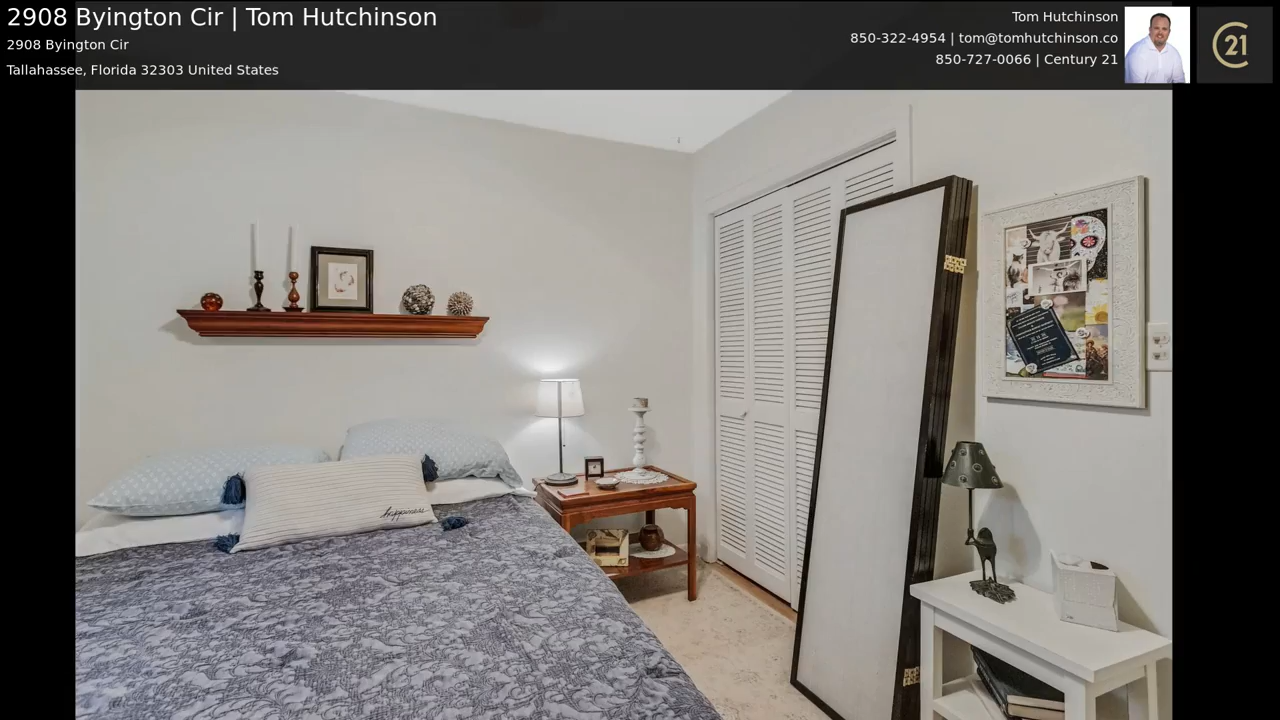 2908 Byington Cir | Tom Hutchinson
2908 Byington Cir
Tallahassee, Florida 32303 United States
Tom Hutchinson
850-322-4954 | tom@tomhutchinson.co
850-727-0066 | Century 21
C21
happiness